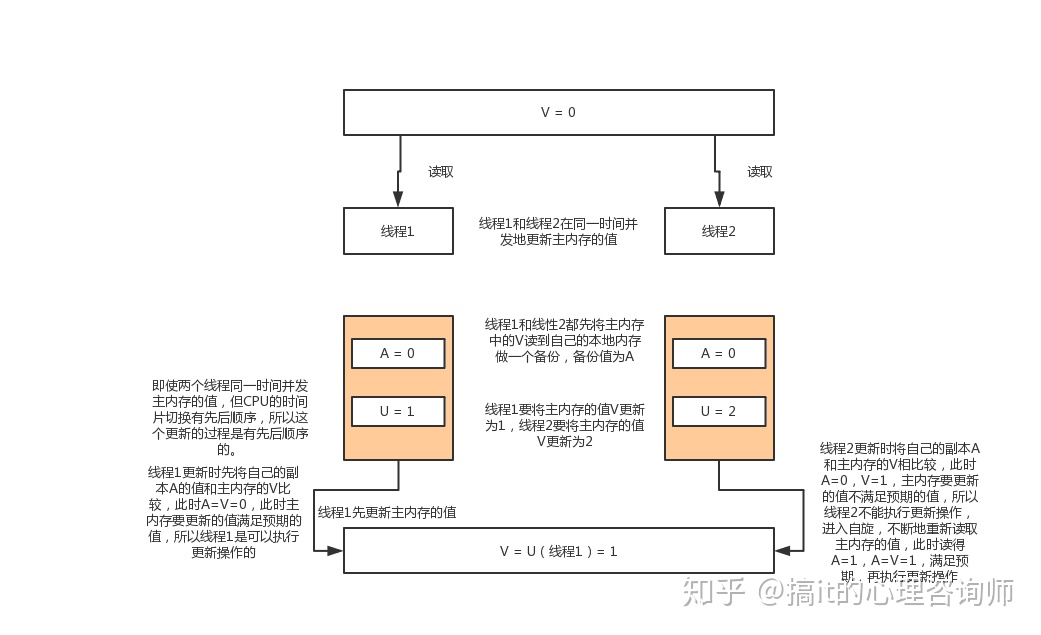 V = 0
读取
读取
线程1
线程1和线程2在同一时间并
发地更新主内存的值
线程2
线程1和线性2都先将主内存
中的V读到自己的本地内存
做一个备份，备份值为A
A = 0
A = 0
即使两个线程同一时间并发
主内存的值，但CPU的时间
片切换有先后顺序，所以这
个更新的过程是有先后顺序
的。
U = 1
线程1要将主内存的值V更新
为1，线程2要将主内存的值
V更新为2
U = 2
线程1更新时先将自己的副
本A的值和主内存的V比
较，此时A=V=0，此时主
内存要更新的值满足预期的
值，所以线程1是可以执行
更新操作的
线程1先更新主内存的值
线程2更新时将自己的副本A
和主内存的V相比较，此时
A=0，V=1，主内存要更新
的值不满足预期的值，所以
线程2不能执行更新操作，
进入自旋，不断地重新读取
主内存的值，此时读得
A=1，A=V=1，满足预
期，再执行更新操作
V = U ( 线程1 ) = 1
知乎 @搞it的心理咨询师